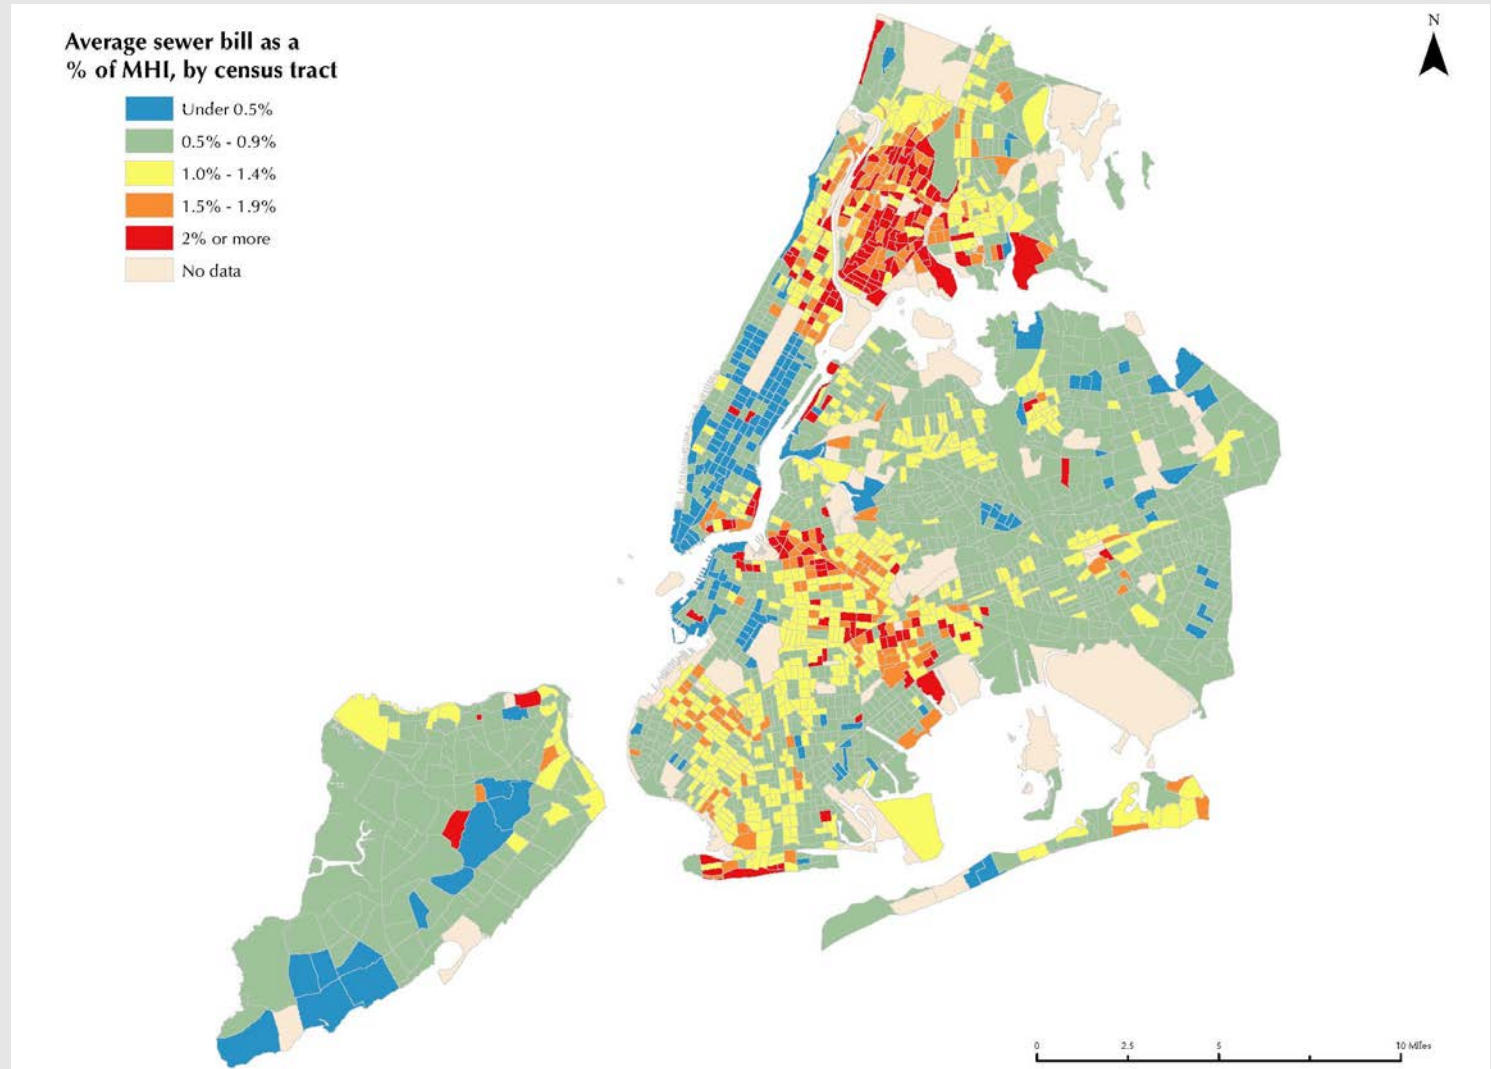 Average sewer bill as a
% of MHI, by census tract
Under 0.5%
0.5% - 0.9%
1.0% - 1.4%
1.5% - 1.9%
2% or more
No data
N
0 2.5 5 10 Miles